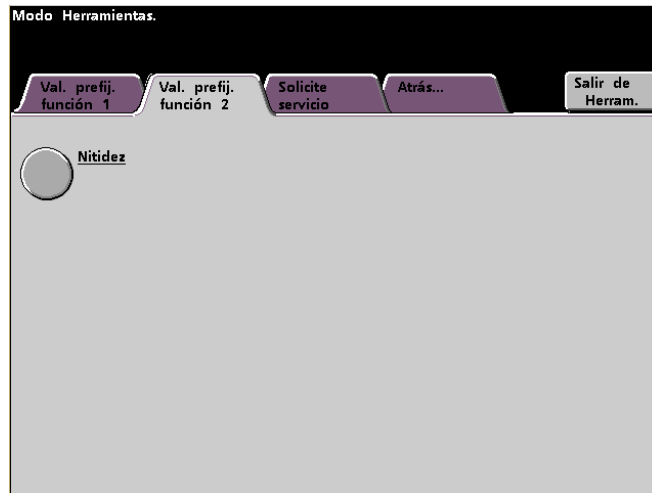 Modo Herramientas.
Val. prefij.
función 1
Val. prefij.
función 2
Solicite
servicio
Atrás...
Salir de
Herram.
Nitidez